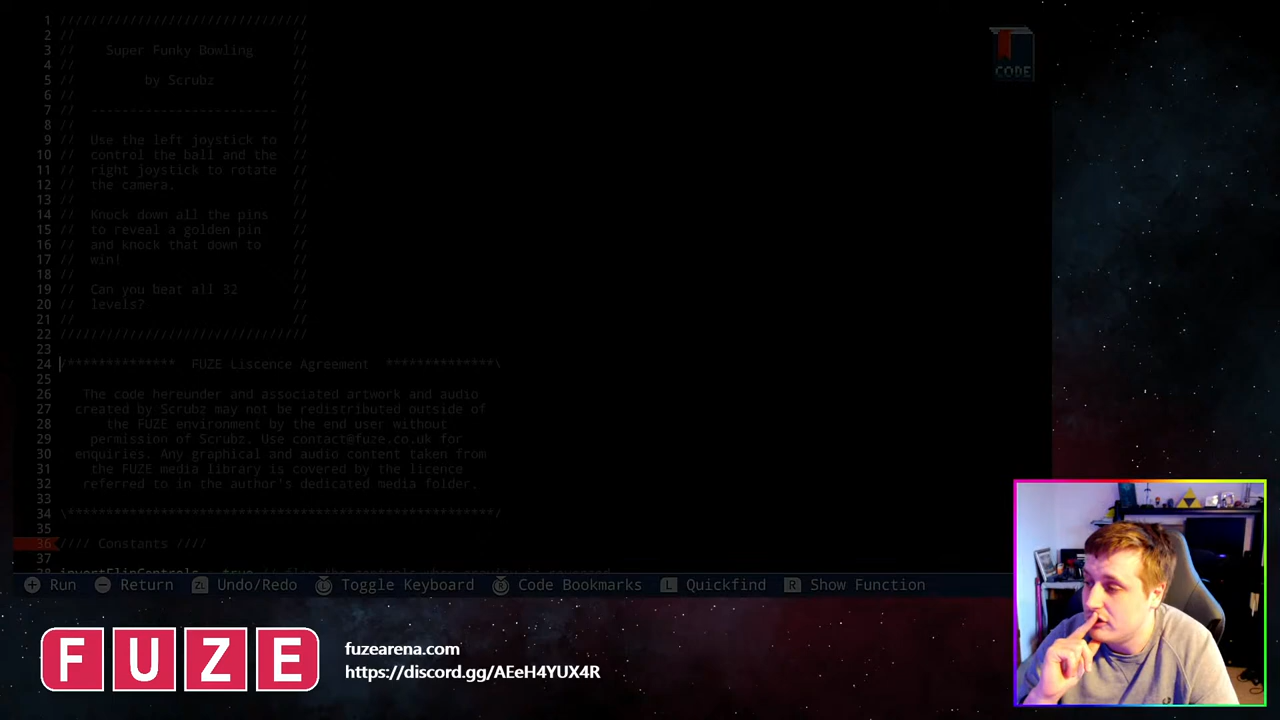 1 ////////////////////////////////
2 // //
3 // Super Funky Bowling //
4 // //
5 // by Scrubz //
6 // //
7 // ------------------------ //
8 // //
9 // Use the left joystick to //
10 // control the ball and the //
11 // right joystick to rotate //
12 // the camera. //
13 // //
14 // Knock down all the pins //
15 // to reveal a golden pin //
16 // and knock that down to //
17 // win! //
18 // //
19 // Can you beat all 32 //
20 // levels? //
21 // //
22 ////////////////////////////////
23
24 /************** FUZE Liscence Agreement **************\
25
26 The code hereunder and associated artwork and audio
27 created by Scrubz may not be redistributed outside of
28 the FUZE environment by the end user without
29 permission of Scrubz. Use contact@fuze.co.uk for
30 enquiries. Any graphical and audio content taken from
31 the FUZE media library is covered by the licence
32 referred to in the author's dedicated media folder.
33
34 \*******************************************************/
35
36 //// Constants ////
37
CODE
+ Run - Return ZL Undo/Redo Toggle Keyboard Code Bookmarks L Quickfind R Show Function
FUZE
fuzearena.com
https://discord.gg/AEeH4YUX4R